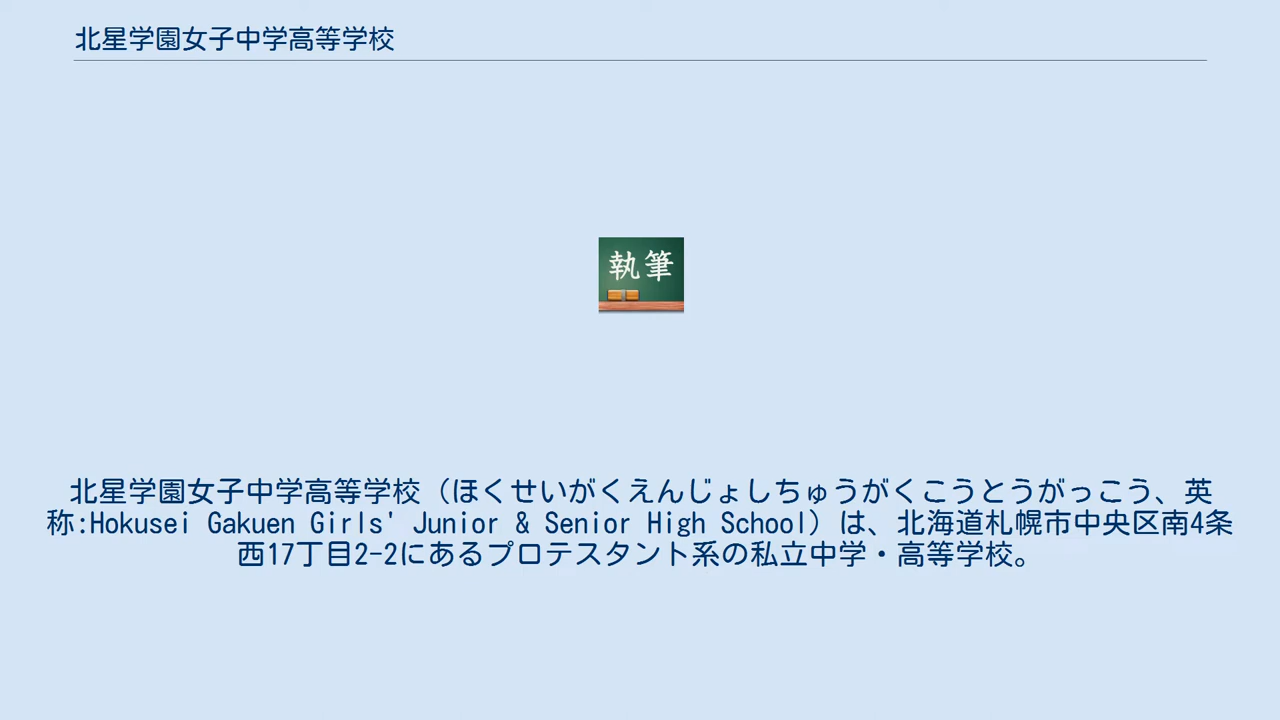 北星学園女子中学高等学校
執筆
北星学園女子中学高等学校（ほくせいがくえんじょしちゅうがくこうとうがっこう、英
称:Hokusei Gakuen Girls' Junior & Senior High School）は、北海道札幌市中央区南4条
西17丁目2-2にあるプロテスタント系の私立中学・高等学校。